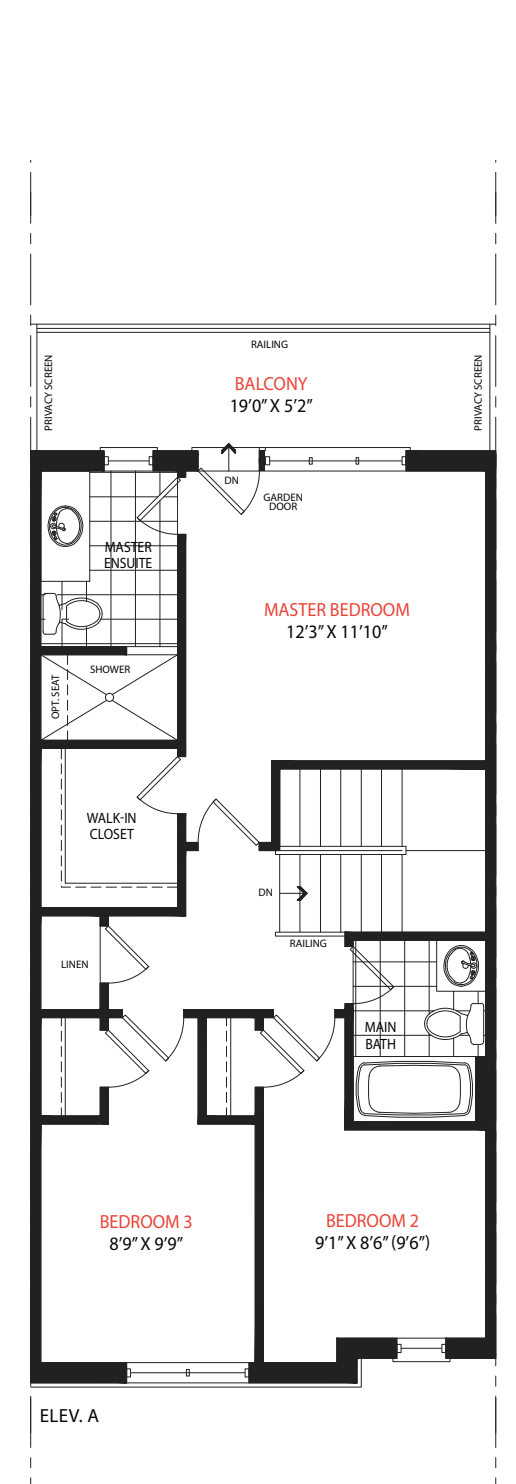 RAILING
PRIVACY SCREEN
BALCONY
19'0" X 5'2"
PRIVACY SCREEN
DN
GARDEN
DOOR
MASTER
ENSUITE
MASTER BEDROOM
12'3" X 11'10"
SHOWER
OPT. SEAT
WALK-IN
CLOSET
DN
RAILING
LINEN
MAIN
BATH
BEDROOM 3
8'9" X 9'9"
BEDROOM 2
9'1" X 8'6" (9'6")
ELEV. A